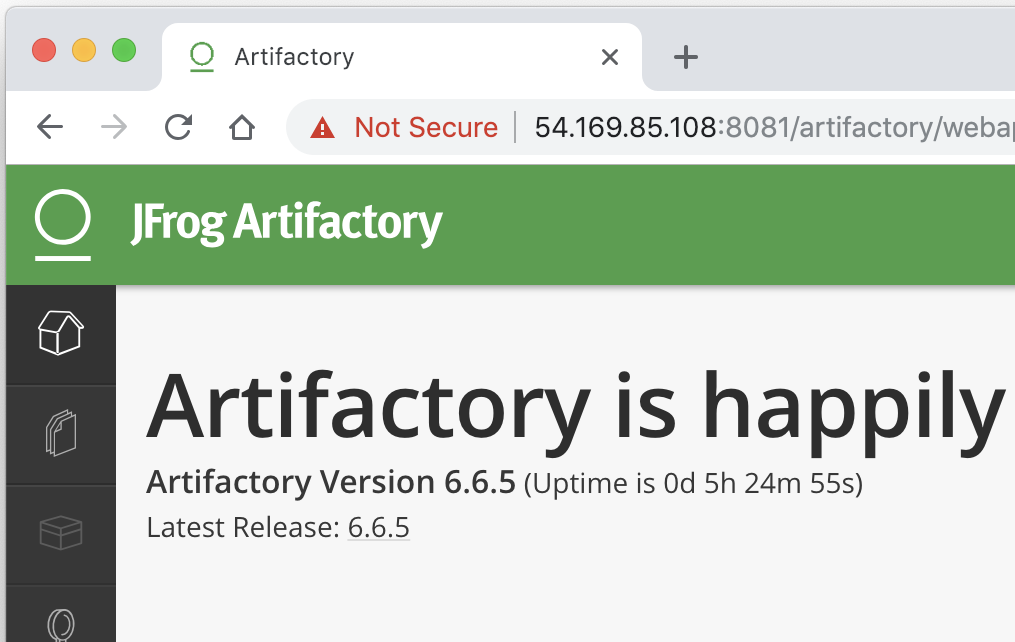 Artifactory
Not Secure | 54.169.85.108:8081/artifactory/webap
JFrog Artifactory
Artifactory is happily
Artifactory Version 6.6.5 (Uptime is 0d 5h 24m 55s)
Latest Release: 6.6.5